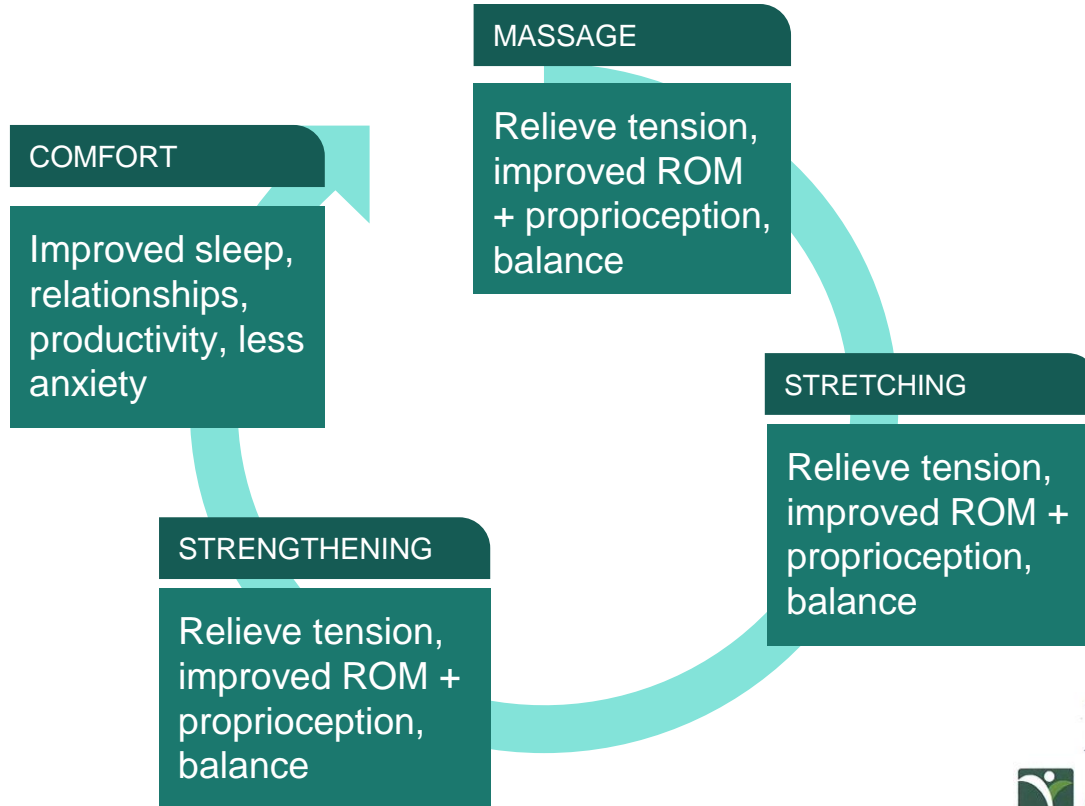 MASSAGE
Relieve tension,
improved ROM
+ proprioception,
balance
STRETCHING
Relieve tension,
improved ROM +
proprioception,
balance
STRENGTHENING
Relieve tension,
improved ROM +
proprioception,
balance
COMFORT
Improved sleep,
relationships,
productivity, less
anxiety